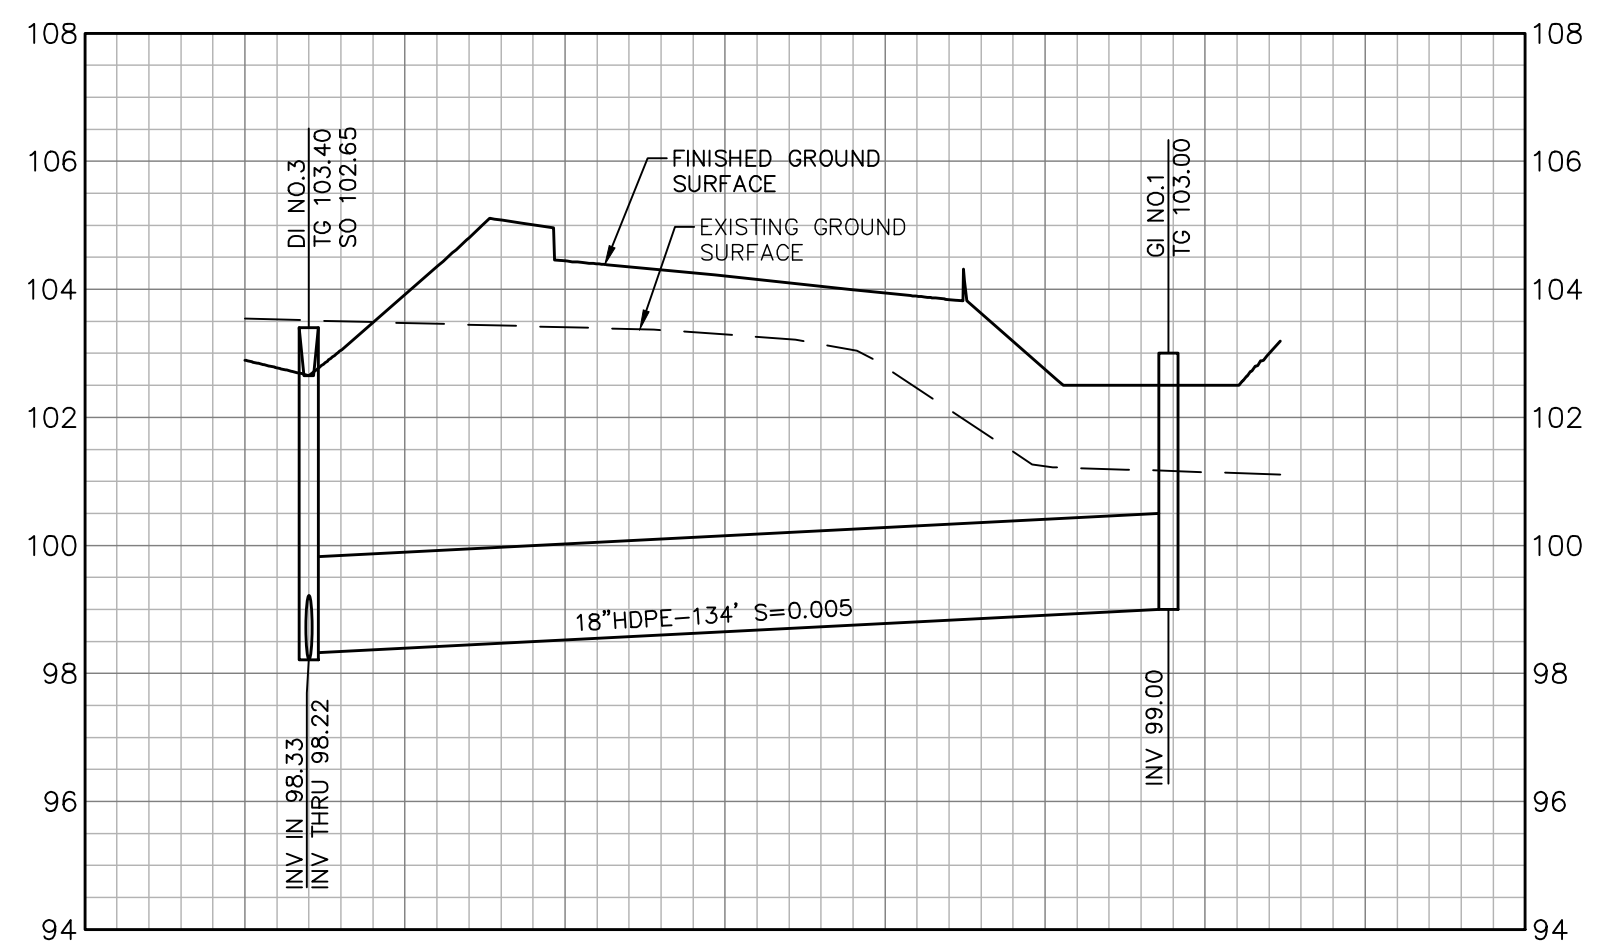 108
108
106
106
104
104
102
102
100
100
98
98
96
96
94
94
DI NO.3
TG 103.40
SO 102.65
FINISHED GROUND
SURFACE
EXISTING GROUND
SURFACE
GI NO.1
TG 103.00
18"HDPE-134' S=0.005
INV IN 98.33
INV THRU 98.22
INV 99.00